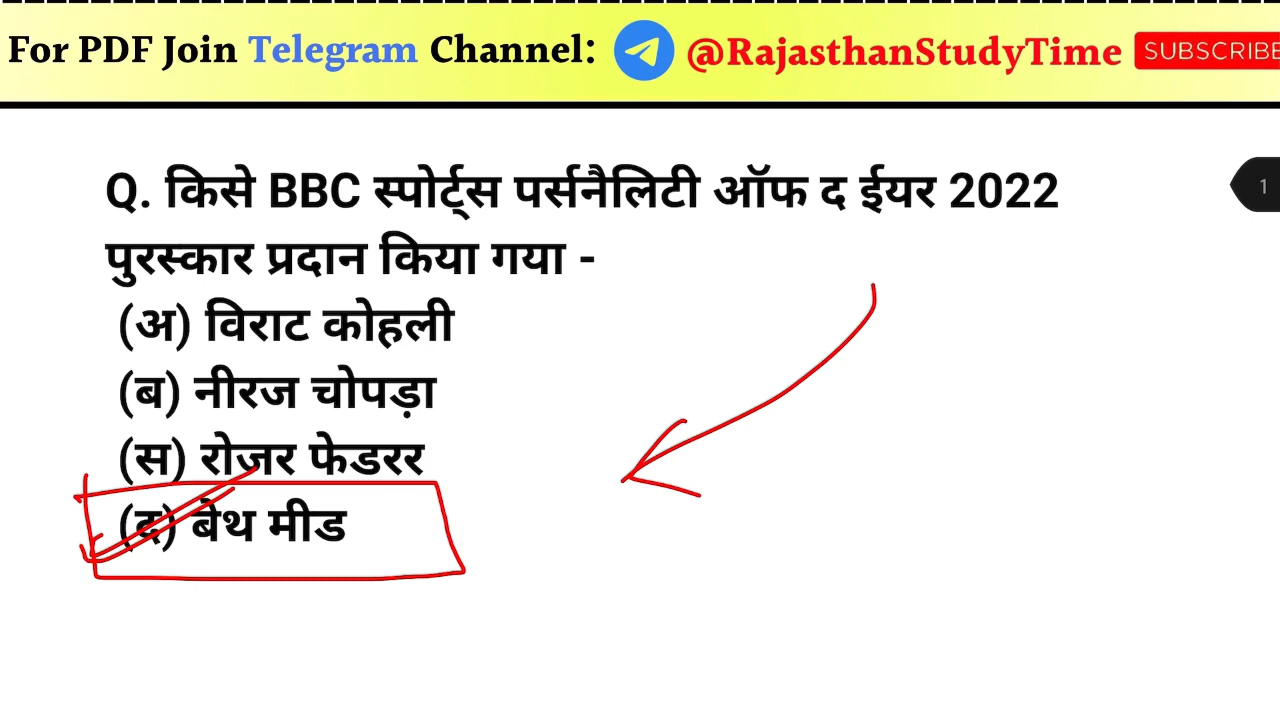 For PDF Join Telegram Channel: @RajasthanStudyTime SUBSCRIBE
1
Q. किसे BBC स्पोर्ट्स पर्सनैलिटी ऑफ द ईयर 2022
पुरस्कार प्रदान किया गया -
(अ) विराट कोहली
(ब) नीरज चोपड़ा
(स) रोजर फेडरर
(द) बेथ मीड